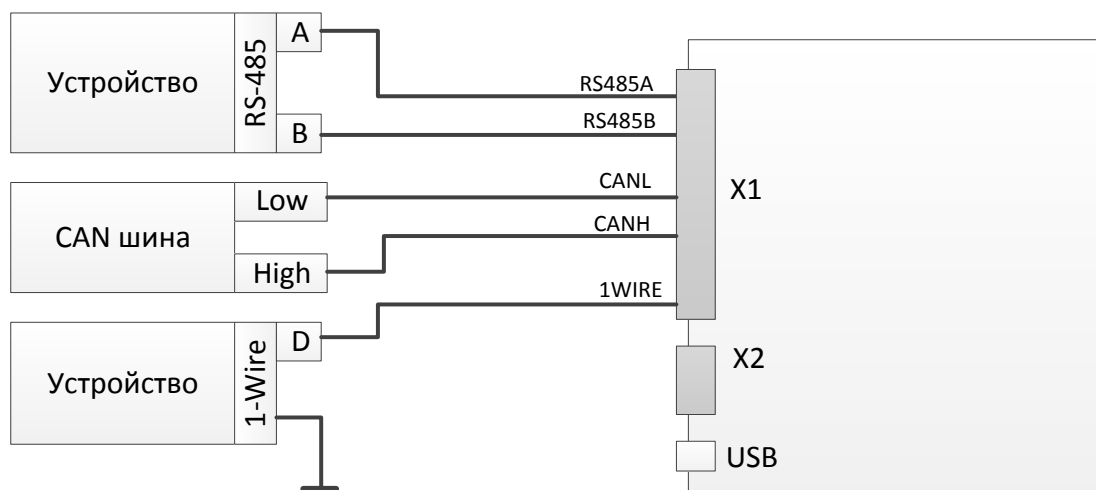 Устройство
RS-485
A
B
RS485A
RS485B
CAN шина
Low
High
CANL
CANH
Устройство
1-Wire
D
1WIRE
X1
X2
USB